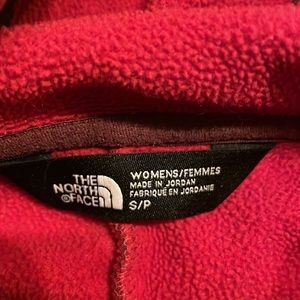 THE
NORTH
FACE
WOMENS/FEMMES
MADE IN JORDAN
FABRIQUÉ EN JORDANIE
S/P